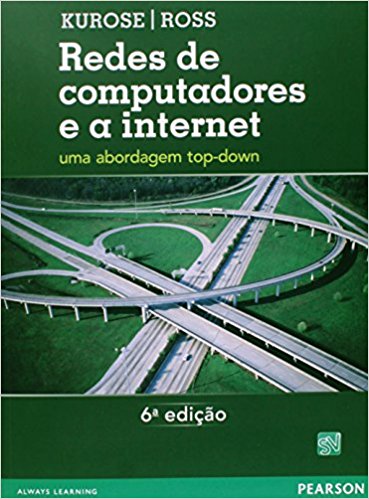 KUROSE | ROSS
Redes de
computadores
e a internet
uma abordagem top-down
6ª edição
SV
ALWAYS LEARNING
PEARSON